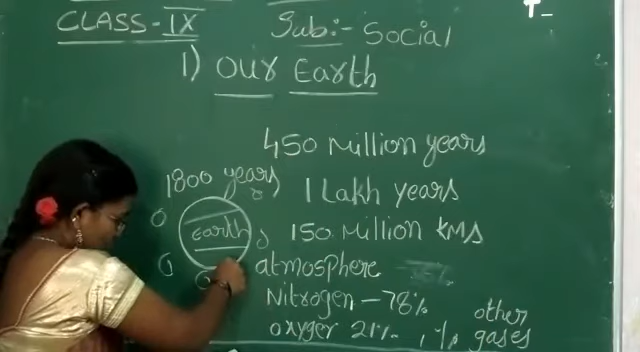 CLASS-IX Sub:- Social
1) OUR Earth
450 Million years
1800 years 1 Lakh years
earth 150 Million KMS
atmosphere
Nitrogen - 78% other
Oxyger 21% 1% gases